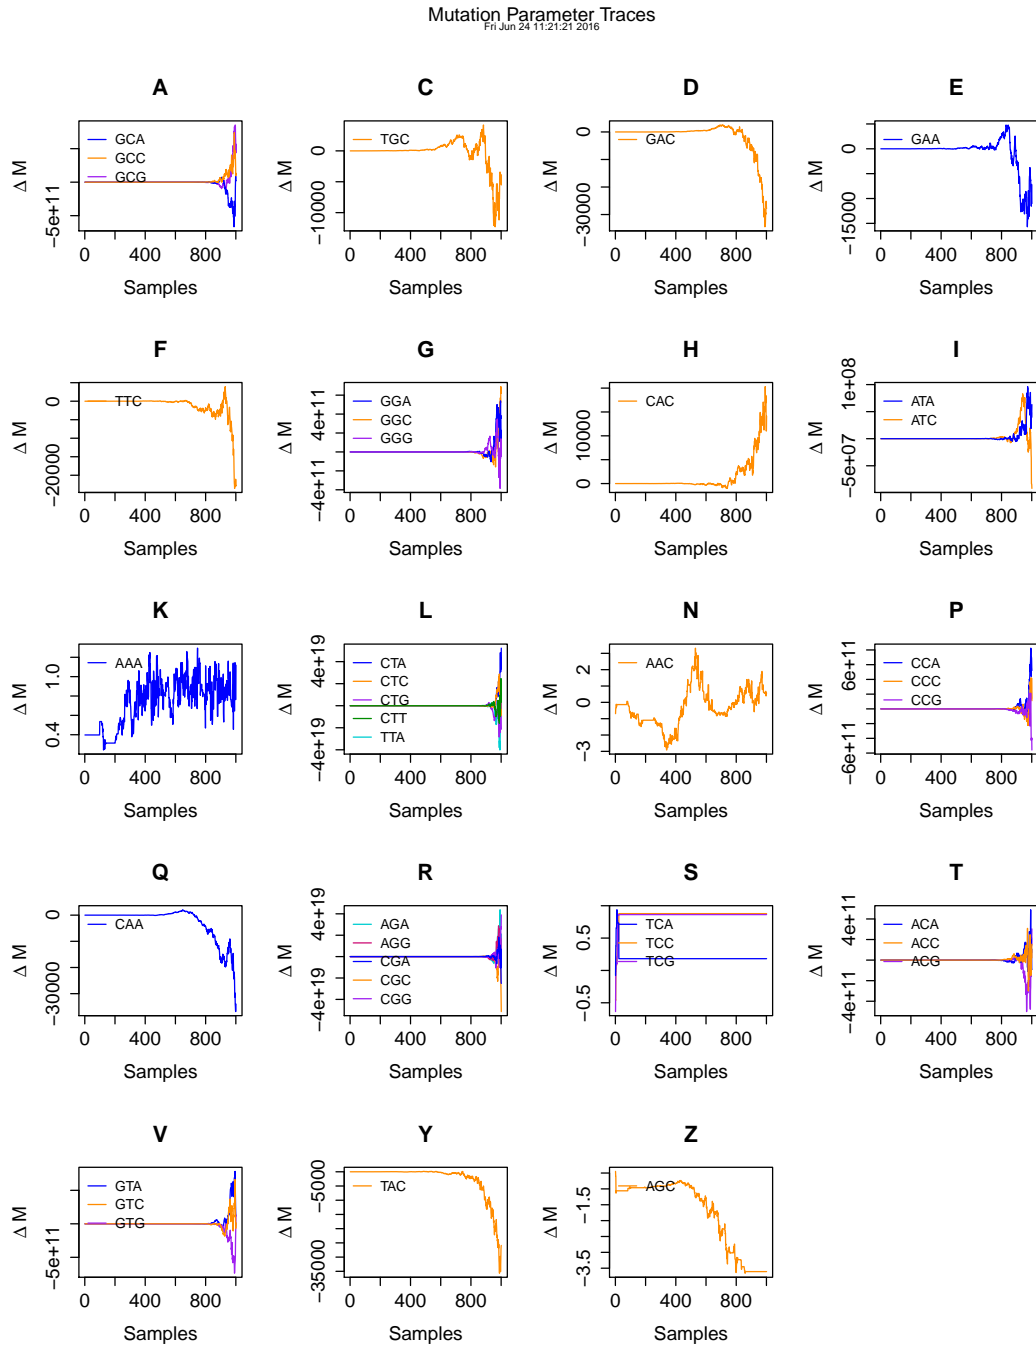 Mutation Parameter Traces
Fri Jun 24 11:21:21 2016
A
C
D
E
GCA
GCC
GCG
Δ M
−5e+11
0 400 800
Samples
TGC
Δ M
0
−10000
0 400 800
Samples
GAC
Δ M
0
−30000
0 400 800
Samples
GAA
Δ M
0
−15000
0 400 800
Samples
F
G
H
I
TTC
Δ M
0
−20000
0 400 800
Samples
GGA
GGC
GGG
Δ M
4e+11
−4e+11
0 400 800
Samples
CAC
Δ M
10000
0
0 400 800
Samples
ATA
ATC
Δ M
1e+08
−5e+07
0 400 800
Samples
K
L
N
P
AAA
Δ M
1.0
0.4
0 400 800
Samples
CTA
CTC
CTG
CTT
TTA
Δ M
4e+19
−4e+19
0 400 800
Samples
AAC
Δ M
2
0
−3
0 400 800
Samples
CCA
CCC
CCG
Δ M
6e+11
−6e+11
0 400 800
Samples
Q
R
S
T
CAA
Δ M
0
−30000
0 400 800
Samples
AGA
AGG
CGA
CGC
CGG
Δ M
4e+19
−4e+19
0 400 800
Samples
TCA
TCC
TCG
Δ M
0.5
−0.5
0 400 800
Samples
ACA
ACC
ACG
Δ M
4e+11
−4e+11
0 400 800
Samples
V
Y
Z
GTA
GTC
GTG
Δ M
−5e+11
0 400 800
Samples
TAC
Δ M
−5000
−35000
0 400 800
Samples
AGC
Δ M
−1.5
−3.5
0 400 800
Samples